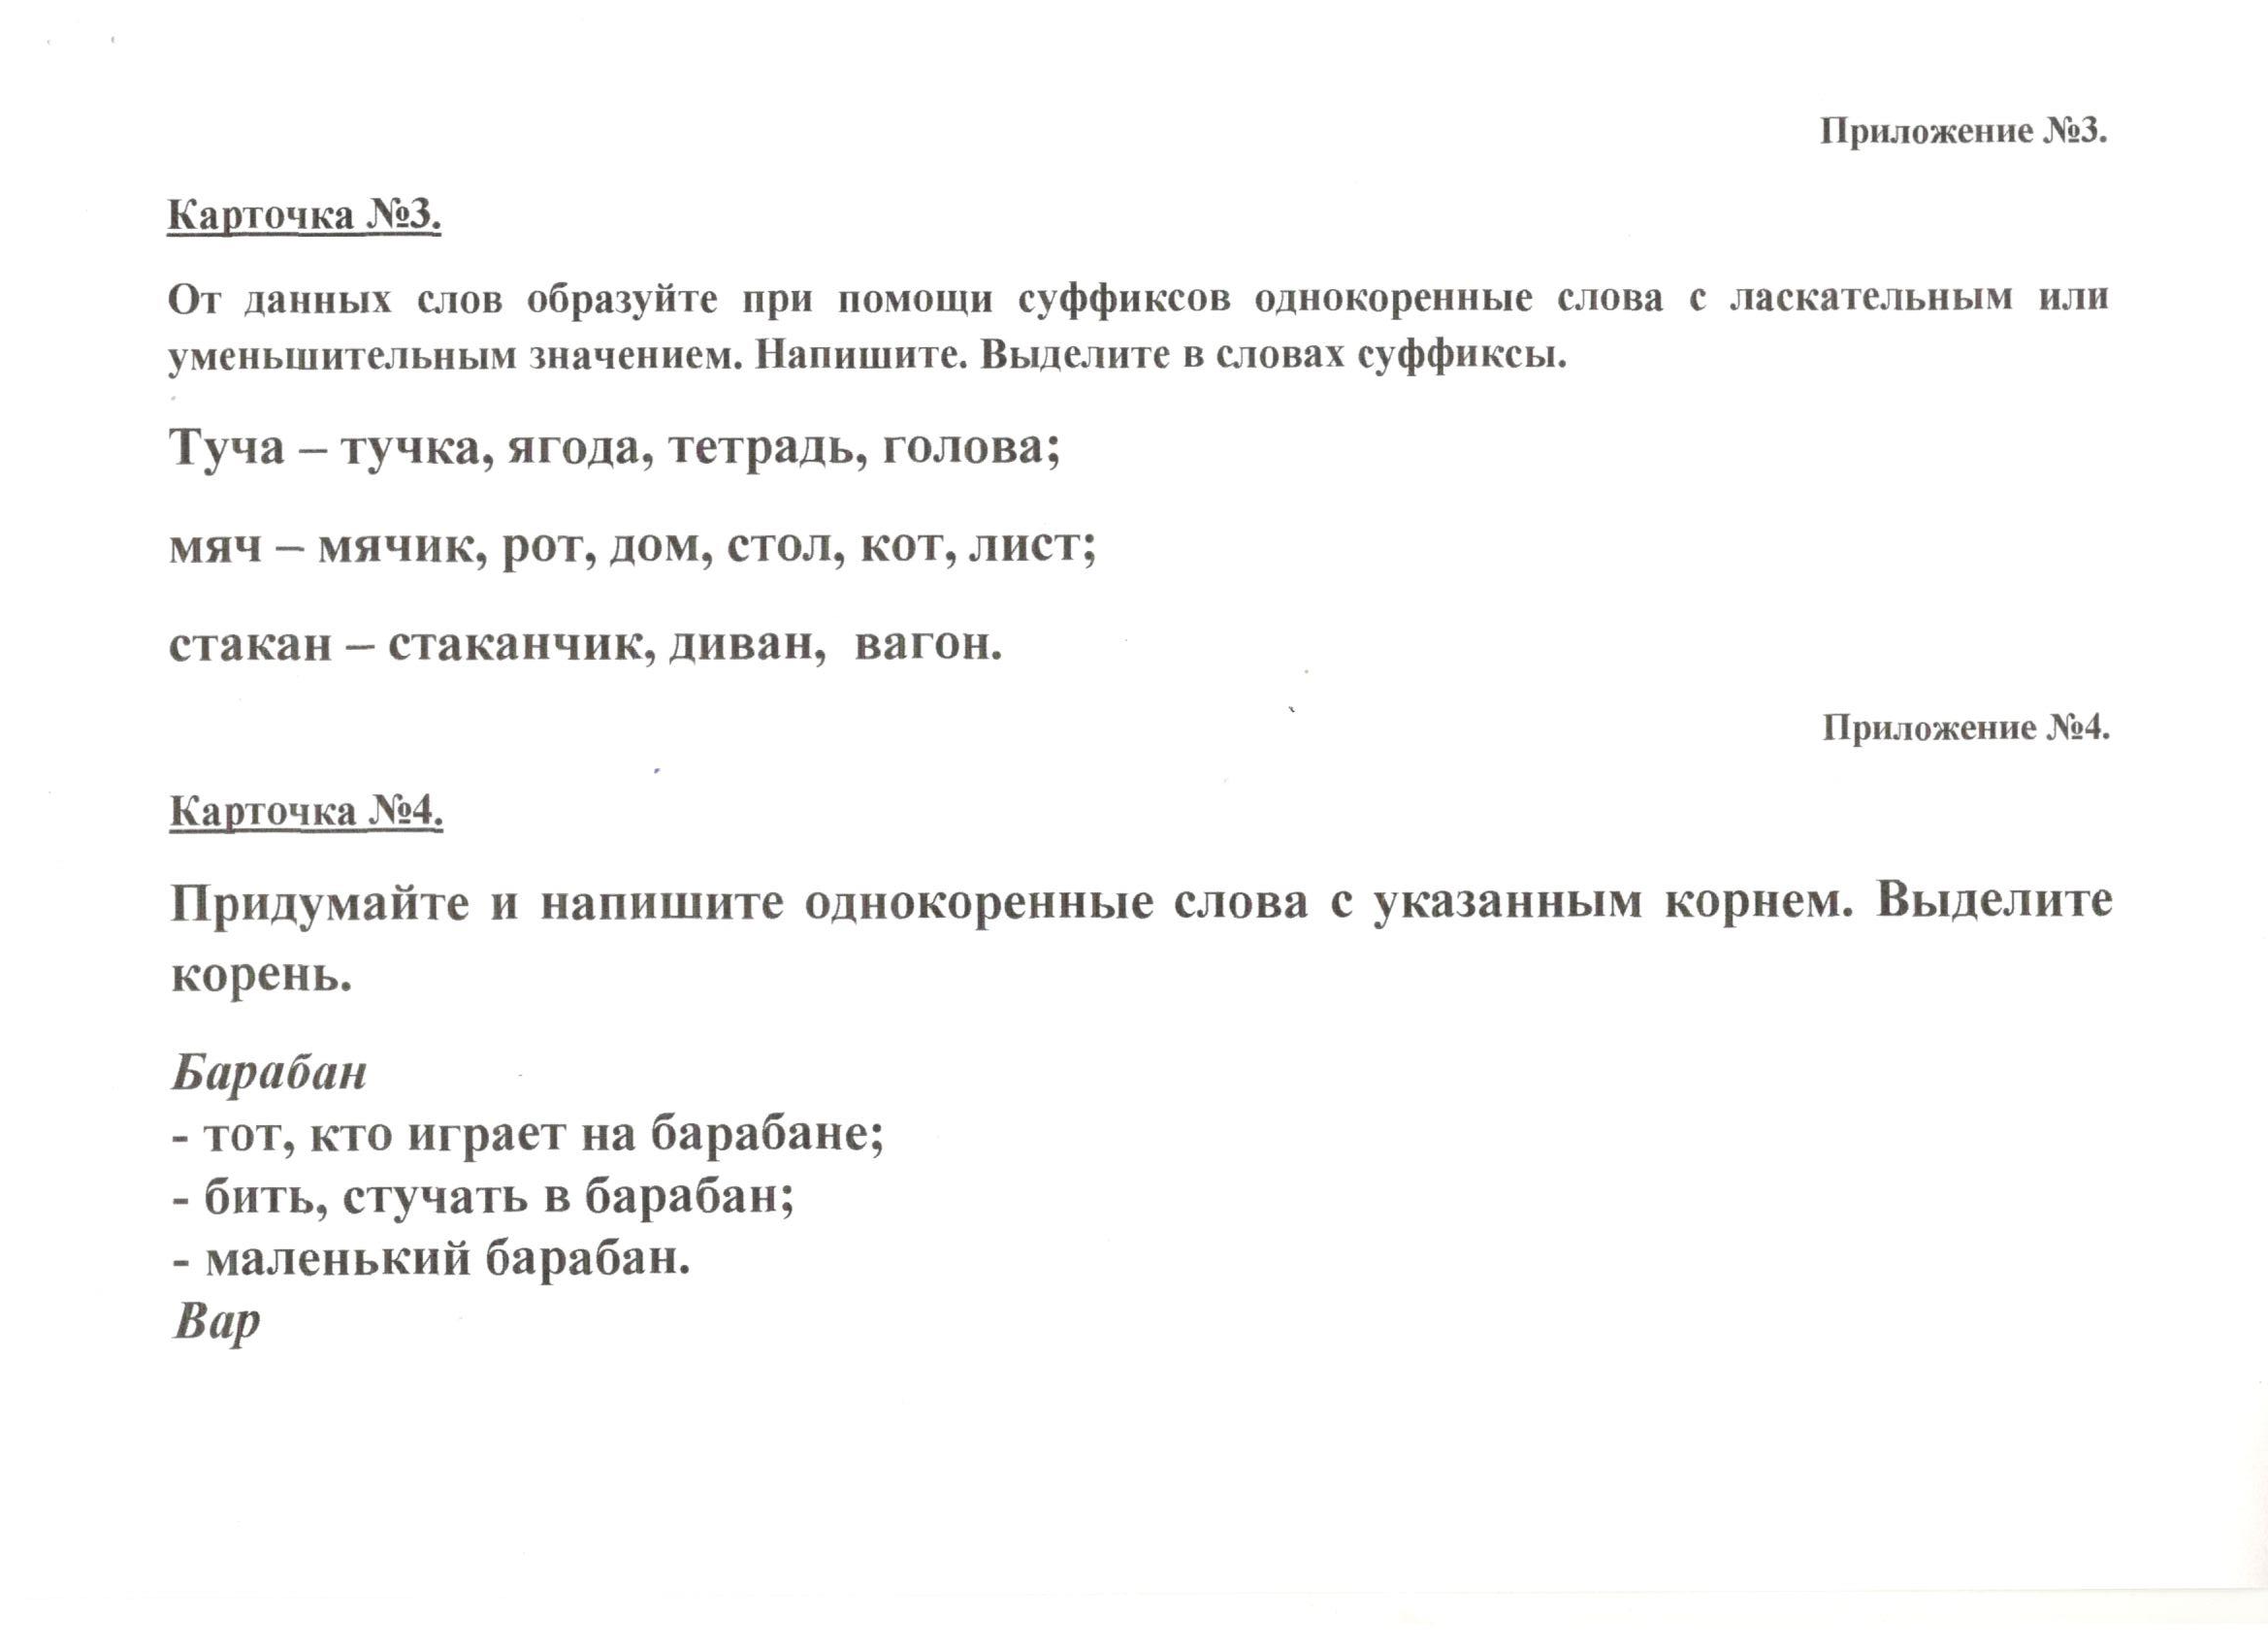 Приложение №3.
Карточка №3.
От данных слов образуйте при помощи суффиксов однокоренные слова с ласкательным или
уменьшительным значением. Напишите. Выделите в словах суффиксы.
Туча – тучка, ягода, тетрадь, голова;
мяч – мячик, рот, дом, стол, кот, лист;
стакан – стаканчик, диван,  вагон.
Приложение №4.
Карточка №4.
Придумайте и напишите однокоренные слова с указанным корнем. Выделите
корень.
Барабан
- тот, кто играет на барабане;
- бить, стучать в барабан;
- маленький барабан.
Вар